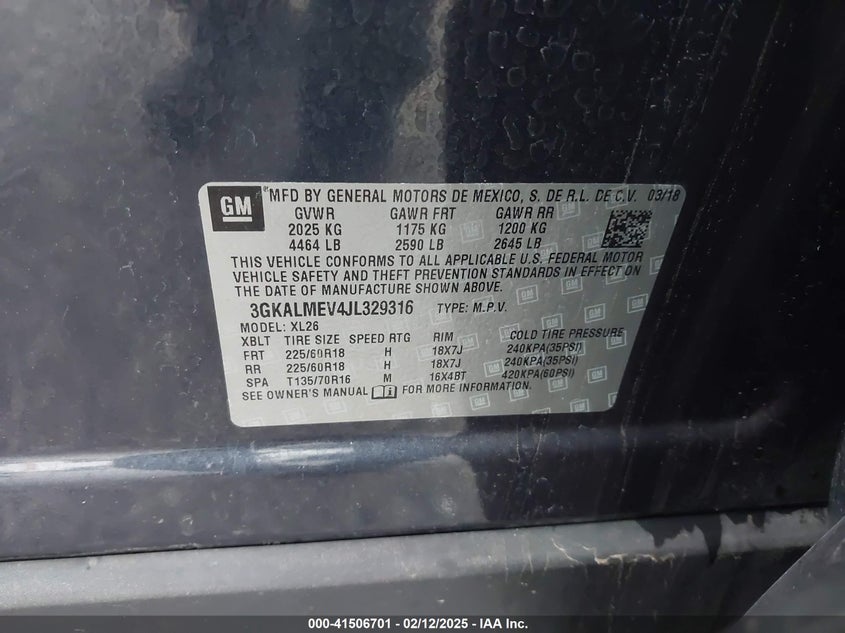 GM
MFD BY GENERAL MOTORS DE MEXICO, S. DE R.L. DE C.V. 03/18
GVWR GAWR FRT GAWR RR
2025 KG 1175 KG 1200 KG
4464 LB 2590 LB 2645 LB
THIS VEHICLE CONFORMS TO ALL APPLICABLE U.S. FEDERAL MOTOR
VEHICLE SAFETY AND THEFT PREVENTION STANDARDS IN EFFECT ON
THE DATE OF MANUFACTURE SHOWN ABOVE.
3GKALMEV4JL329316 TYPE: M.P.V.
MODEL: XL26
XBLT TIRE SIZE SPEED RTG RIM COLD TIRE PRESSURE
FRT 225/60R18 H 18X7J 240KPA(35PSI)
RR 225/60R18 H 18X7J 240KPA(35PSI)
SPA T135/70R16 M 16X4BT 420KPA(60PSI)
SEE OWNER'S MANUAL FOR MORE INFORMATION.
000-41506701 - 02/12/2025 - IAA Inc.